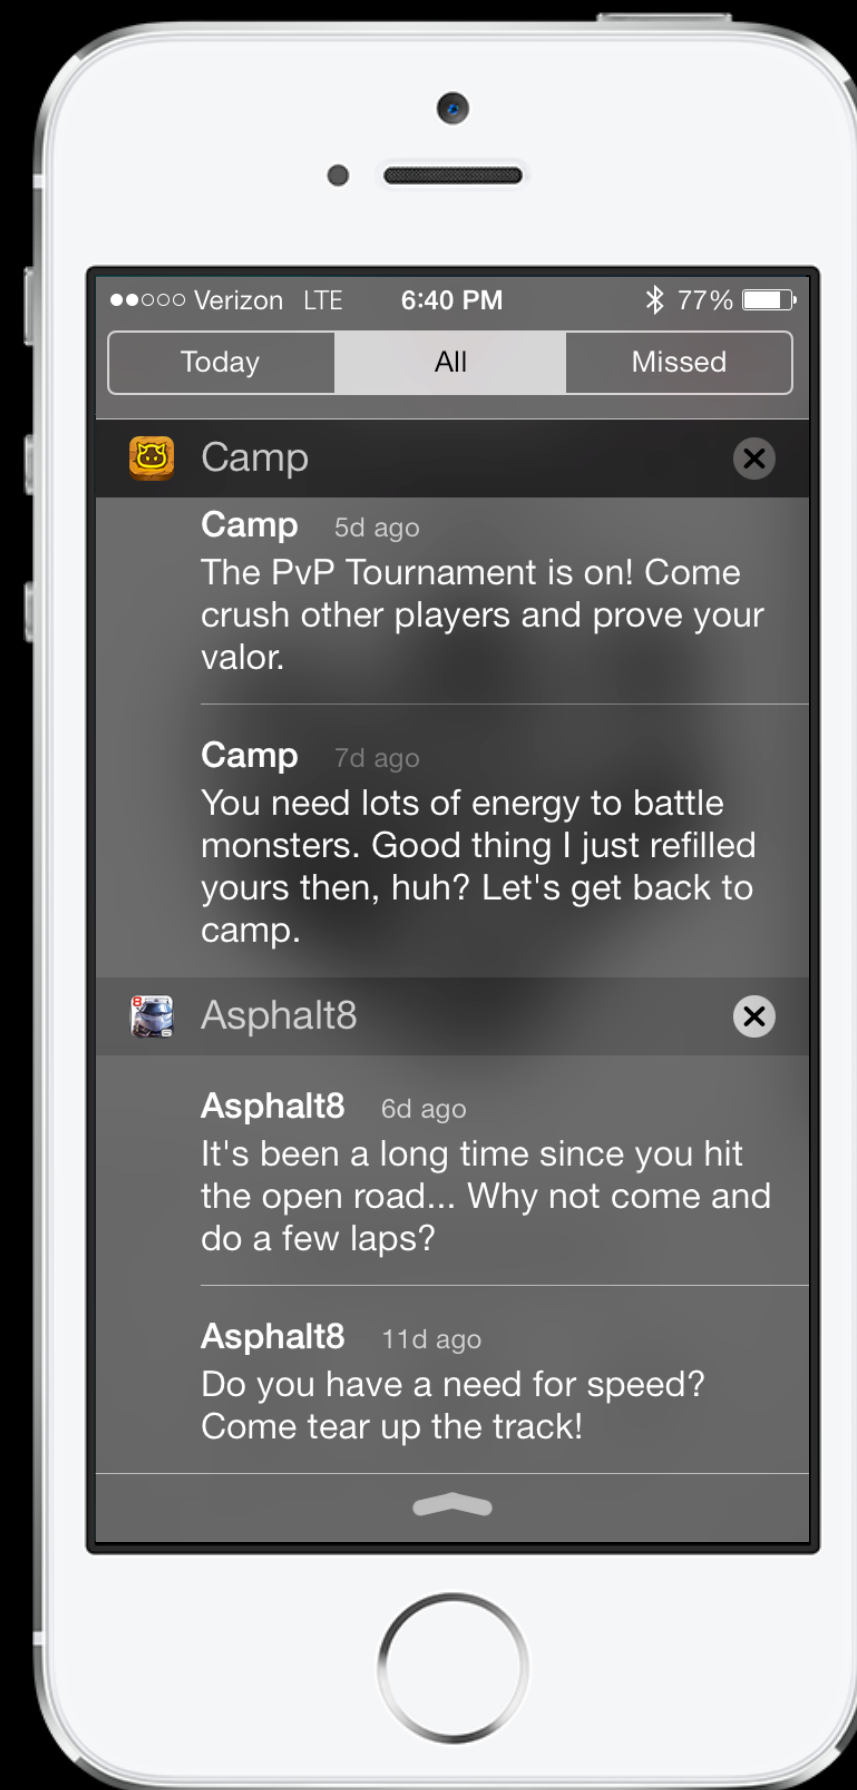 Verizon LTE 6:40 PM 77%
Today All Missed
Camp
Camp 5d ago
The PvP Tournament is on! Come
crush other players and prove your
valor.
Camp 7d ago
You need lots of energy to battle
monsters. Good thing I just refilled
yours then, huh? Let's get back to
camp.
Asphalt8
Asphalt8 6d ago
It's been a long time since you hit
the open road... Why not come and
do a few laps?
Asphalt8 11d ago
Do you have a need for speed?
Come tear up the track!